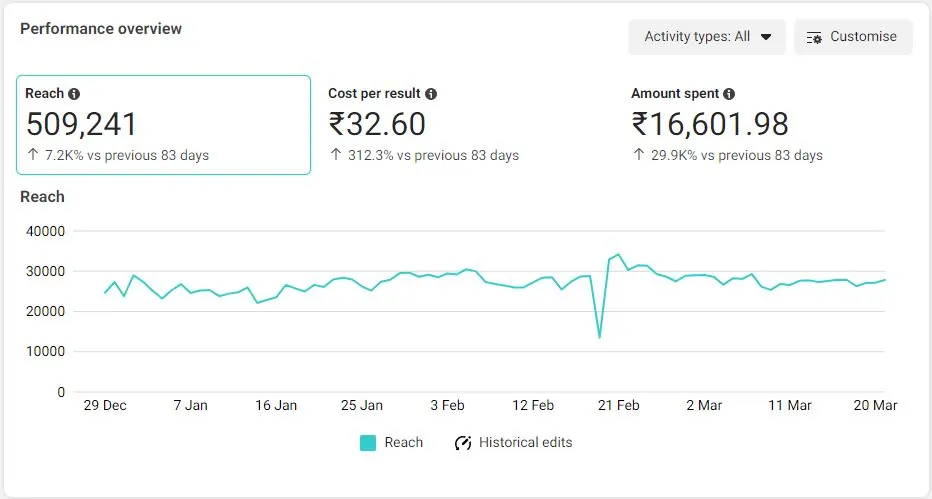 Performance overview
Activity types: All
Customise
Reach
509,241
↑ 7.2K% vs previous 83 days
Cost per result
₹32.60
↑ 312.3% vs previous 83 days
Amount spent
₹16,601.98
↑ 29.9K% vs previous 83 days
Reach
40000
30000
20000
10000
0
29 Dec 7 Jan 16 Jan 25 Jan 3 Feb 12 Feb 21 Feb 2 Mar 11 Mar 20 Mar
Reach Historical edits